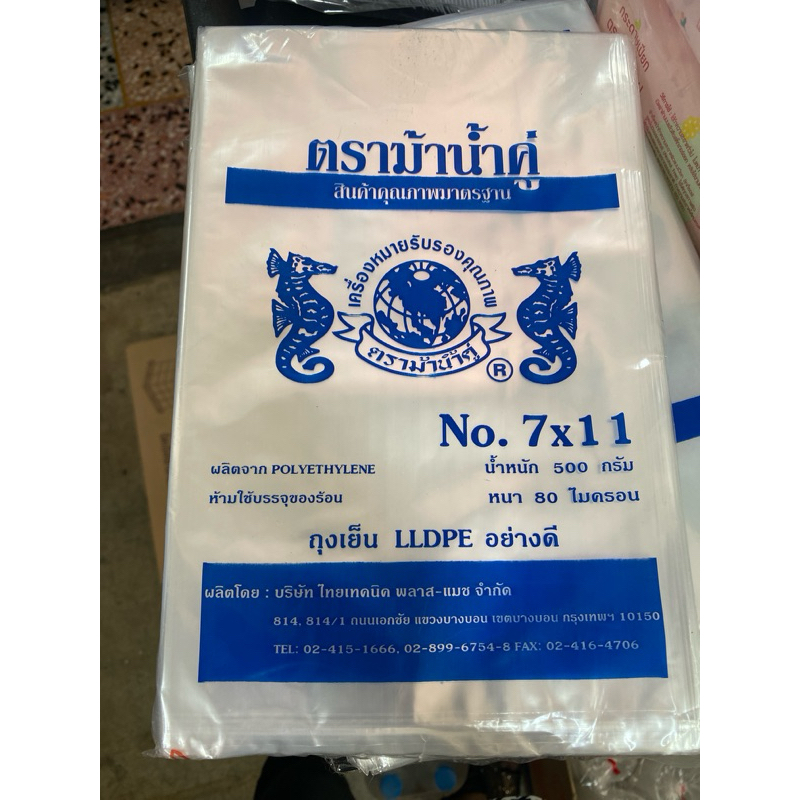 ตราม้าน้ำคู่
สินค้าคุณภาพมาตรฐาน
เครื่องหมายรับรองคุณภาพ
ตราม้าน้ำคู่
®
No. 7x11
ผลิตจาก POLYETHYLENE
น้ำหนัก 500 กรัม
ห้ามใช้บรรจุของร้อน
หนา 80 ไมครอน
ถุงเย็น LLDPE อย่างดี
ผลิตโดย : บริษัท ไทยเทคนิค พลาส-แมช จำกัด
814, 814/1 ถนนเอกชัย แขวงบางบอน เขตบางบอน กรุงเทพฯ 10150
TEL: 02-415-1666, 02-899-6754-8 FAX: 02-416-4706